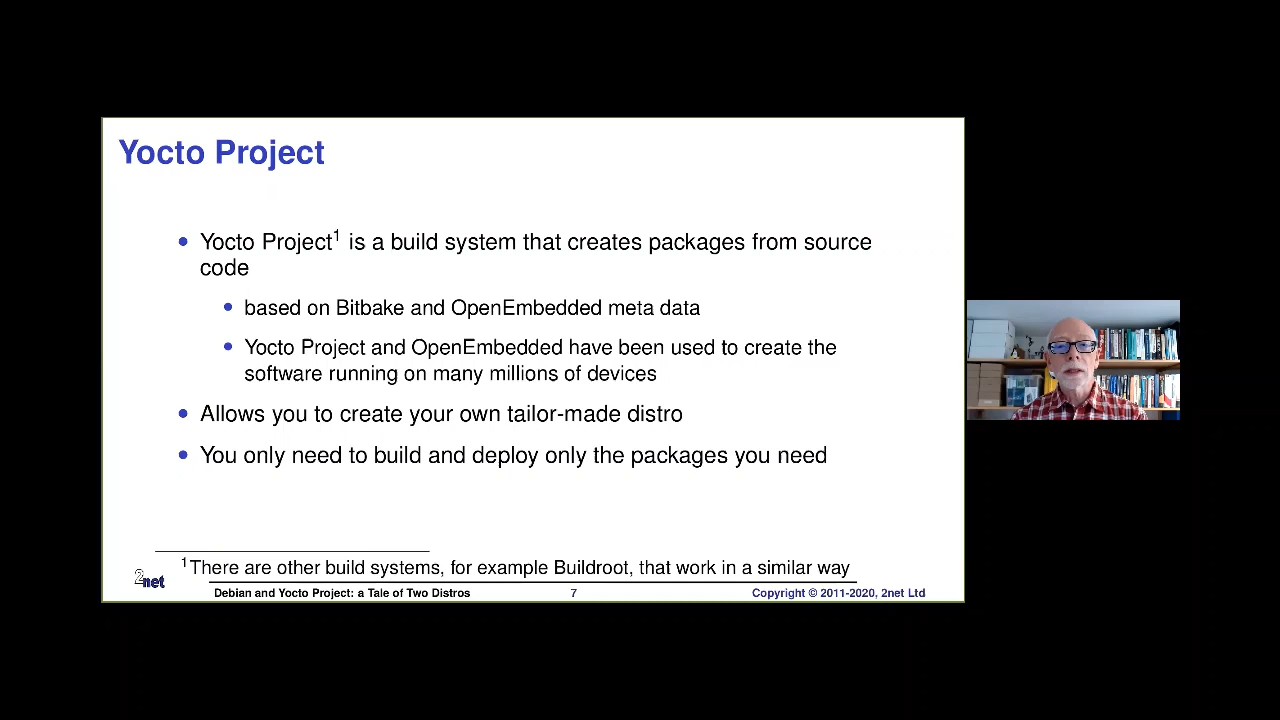 Yocto Project
Yocto Project1 is a build system that creates packages from source
code
based on Bitbake and OpenEmbedded meta data
Yocto Project and OpenEmbedded have been used to create the
software running on many millions of devices
Allows you to create your own tailor-made distro
You only need to build and deploy only the packages you need
1There are other build systems, for example Buildroot, that work in a similar way
2net
Debian and Yocto Project: a Tale of Two Distros
7
Copyright © 2011-2020, 2net Ltd